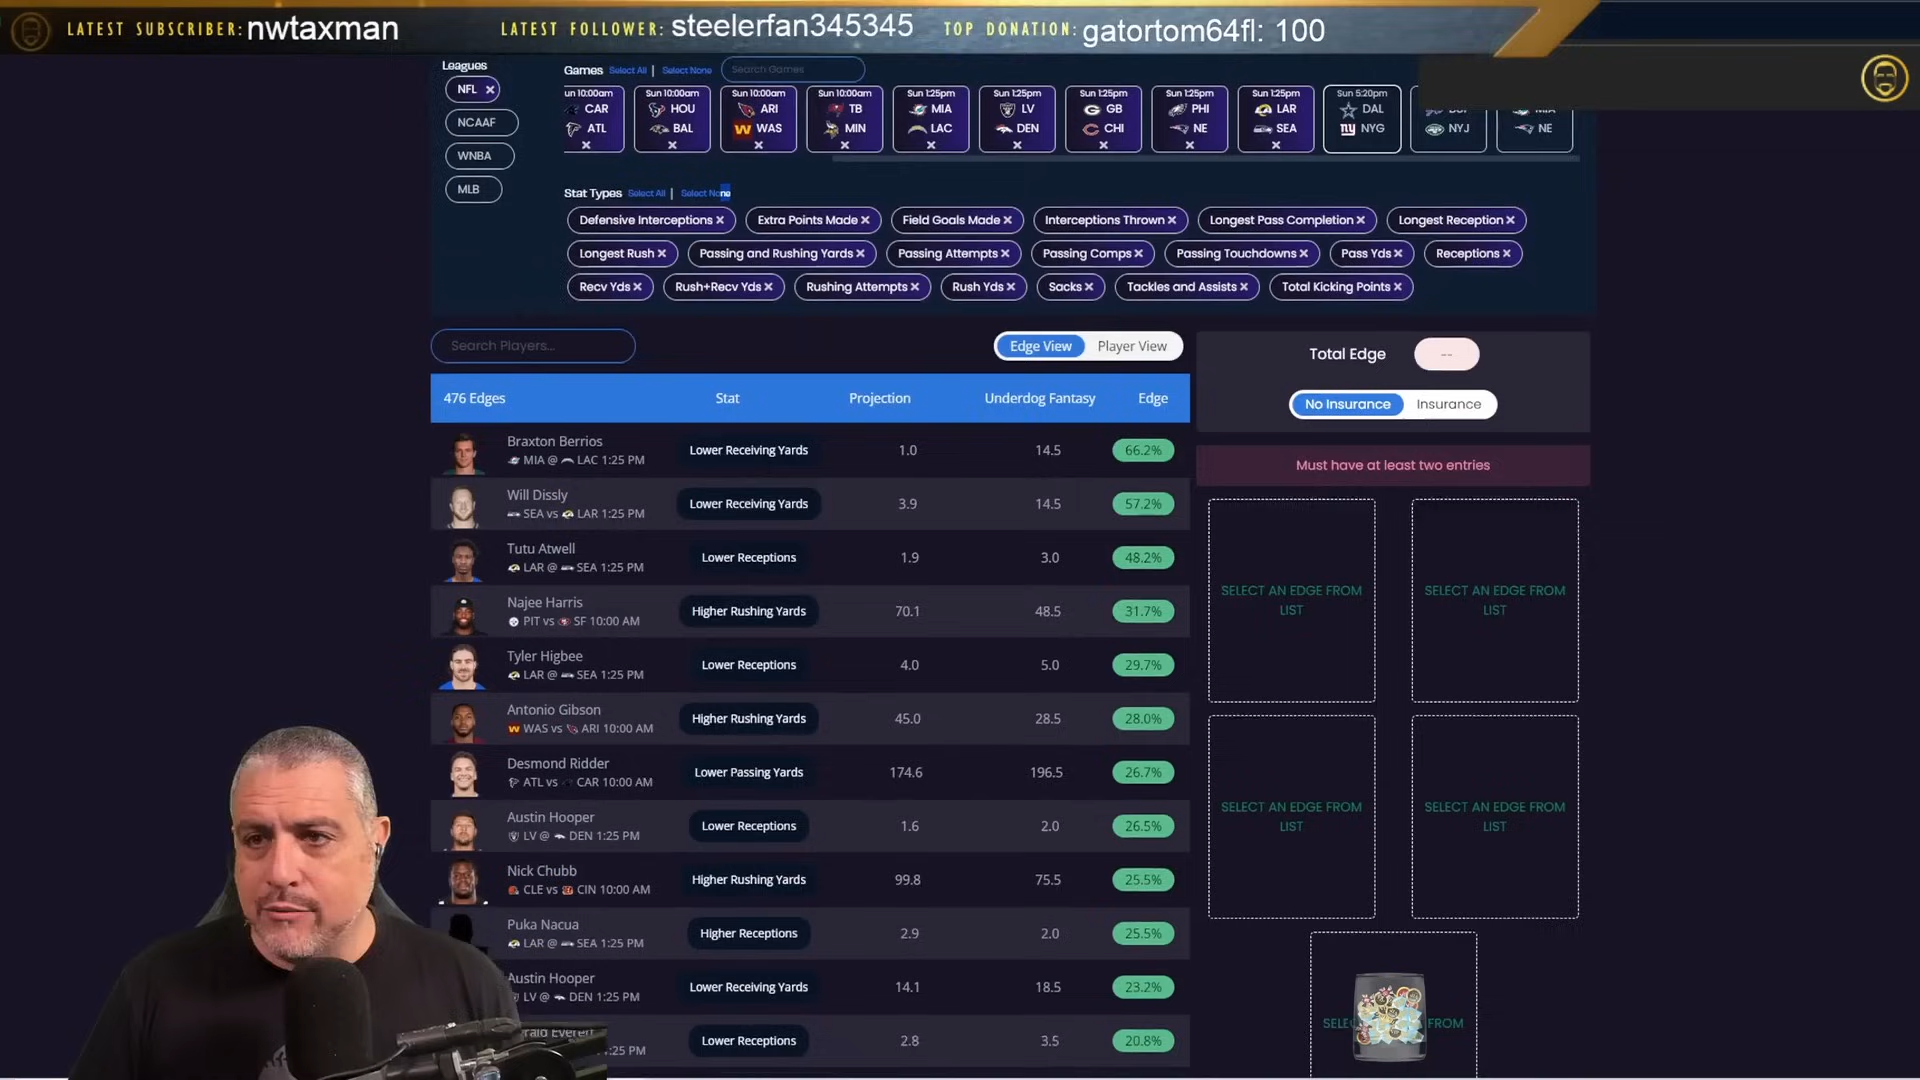 LATEST SUBSCRIBER: nwtaxman
LATEST FOLLOWER: steelerfan345345
TOP DONATION: gatortom64fl: 100
Leagues
NFL ×
NCAAF
WNBA
MLB
Games Select All | Select None Search Games
un 10:00am
CAR
ATL
×
Sun 10:00am
HOU
BAL
×
Sun 10:00am
ARI
WAS
×
Sun 10:00am
TB
MIN
×
Sun 1:25pm
MIA
LAC
×
Sun 1:25pm
LV
DEN
×
Sun 1:25pm
GB
CHI
×
Sun 1:25pm
PHI
NE
×
Sun 1:25pm
LAR
SEA
×
Sun 5:20pm
DAL
NYG
NYJ
MIA
NE
Stat Types Select All | Select None
Defensive Interceptions × Extra Points Made × Field Goals Made × Interceptions Thrown × Longest Pass Completion × Longest Reception ×
Longest Rush × Passing and Rushing Yards × Passing Attempts × Passing Comps × Passing Touchdowns × Pass Yds × Receptions ×
Recv Yds × Rush+Recv Yds × Rushing Attempts × Rush Yds × Sacks × Tackles and Assists × Total Kicking Points ×
Search Players...
Edge View Player View
476 Edges Stat Projection Underdog Fantasy Edge
Braxton Berrios
MIA @ LAC 1:25 PM
Lower Receiving Yards 1.0 14.5 66.2%
Will Dissly
SEA vs LAR 1:25 PM
Lower Receiving Yards 3.9 14.5 57.2%
Tutu Atwell
LAR @ SEA 1:25 PM
Lower Receptions 1.9 3.0 48.2%
Najee Harris
PIT vs SF 10:00 AM
Higher Rushing Yards 70.1 48.5 31.7%
Tyler Higbee
LAR @ SEA 1:25 PM
Lower Receptions 4.0 5.0 29.7%
Antonio Gibson
WAS vs ARI 10:00 AM
Higher Rushing Yards 45.0 28.5 28.0%
Desmond Ridder
ATL vs CAR 10:00 AM
Lower Passing Yards 174.6 196.5 26.7%
Austin Hooper
LV @ DEN 1:25 PM
Lower Receptions 1.6 2.0 26.5%
Nick Chubb
CLE vs CIN 10:00 AM
Higher Rushing Yards 99.8 75.5 25.5%
Puka Nacua
LAR @ SEA 1:25 PM
Higher Receptions 2.9 2.0 25.5%
Austin Hooper
LV @ DEN 1:25 PM
Lower Receiving Yards 14.1 18.5 23.2%
rald Everett
1:25 PM
Lower Receptions 2.8 3.5 20.8%
Total Edge --
No Insurance Insurance
Must have at least two entries
SELECT AN EDGE FROM
LIST
SELECT AN EDGE FROM
LIST
SELECT AN EDGE FROM
LIST
SELECT AN EDGE FROM
LIST
SELEC FROM